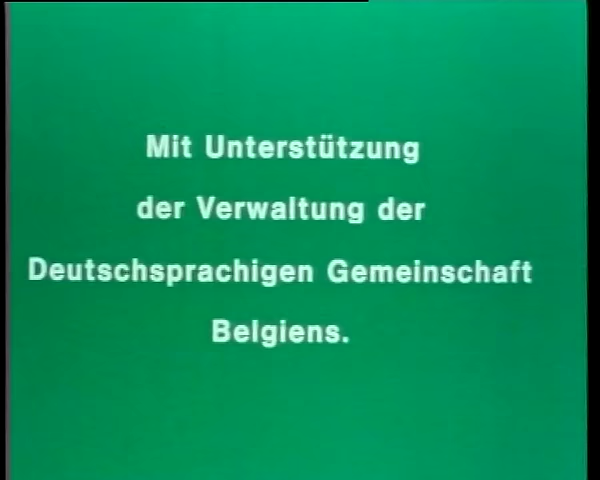 Mit Unterstützung
der Verwaltung der
Deutschsprachigen Gemeinschaft
Belgiens.